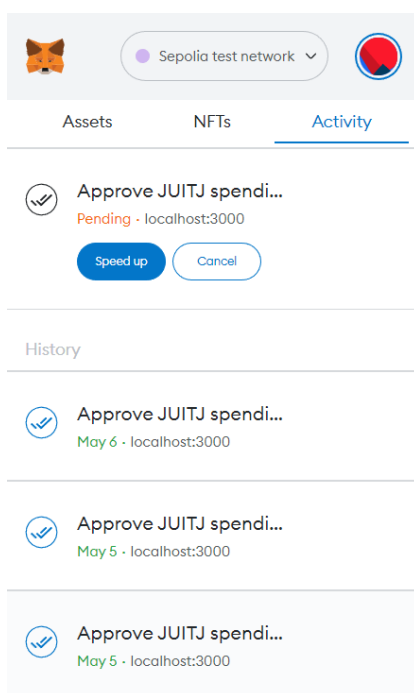 Sepolia test network
Assets NFTs Activity
Approve JUITJ spendi...
Pending · localhost:3000
Speed up Cancel
History
Approve JUITJ spendi...
May 6 · localhost:3000
Approve JUITJ spendi...
May 5 · localhost:3000
Approve JUITJ spendi...
May 5 · localhost:3000